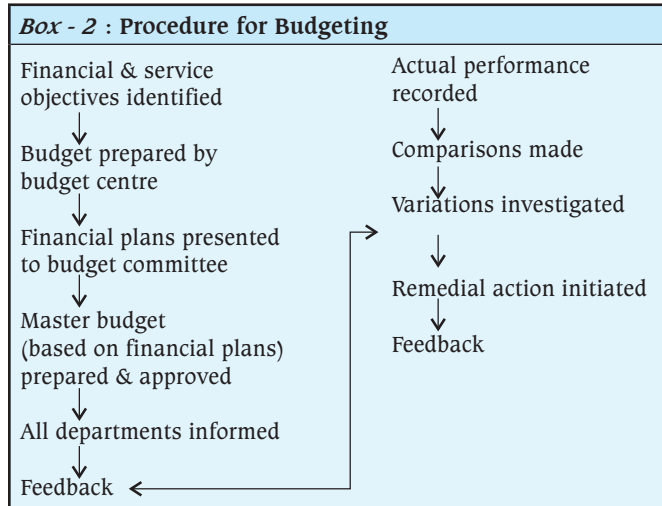 Box - 2 : Procedure for Budgeting
Financial & service
objectives identified
Budget prepared by
budget centre
Financial plans presented
to budget committee
Master budget
(based on financial plans)
prepared & approved
All departments informed
Feedback
Actual performance
recorded
Comparisons made
Variations investigated
Remedial action initiated
Feedback